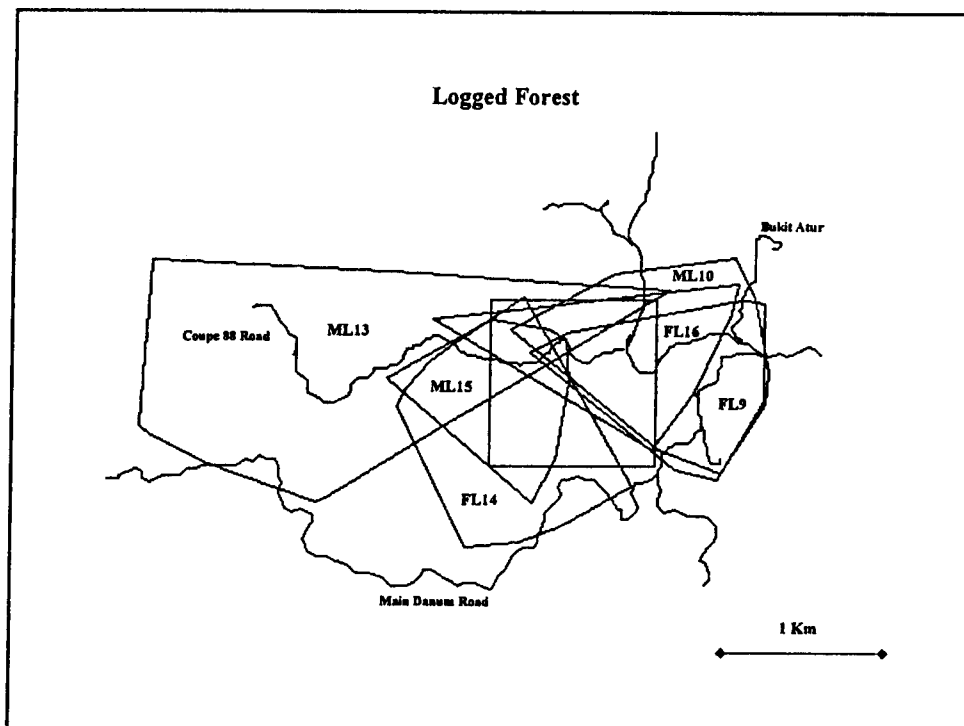 Logged Forest
Bukit Atur
ML10
Coupe 88 Road
ML13
FL16
ML15
FL9
FL14
Main Danum Road
1 Km